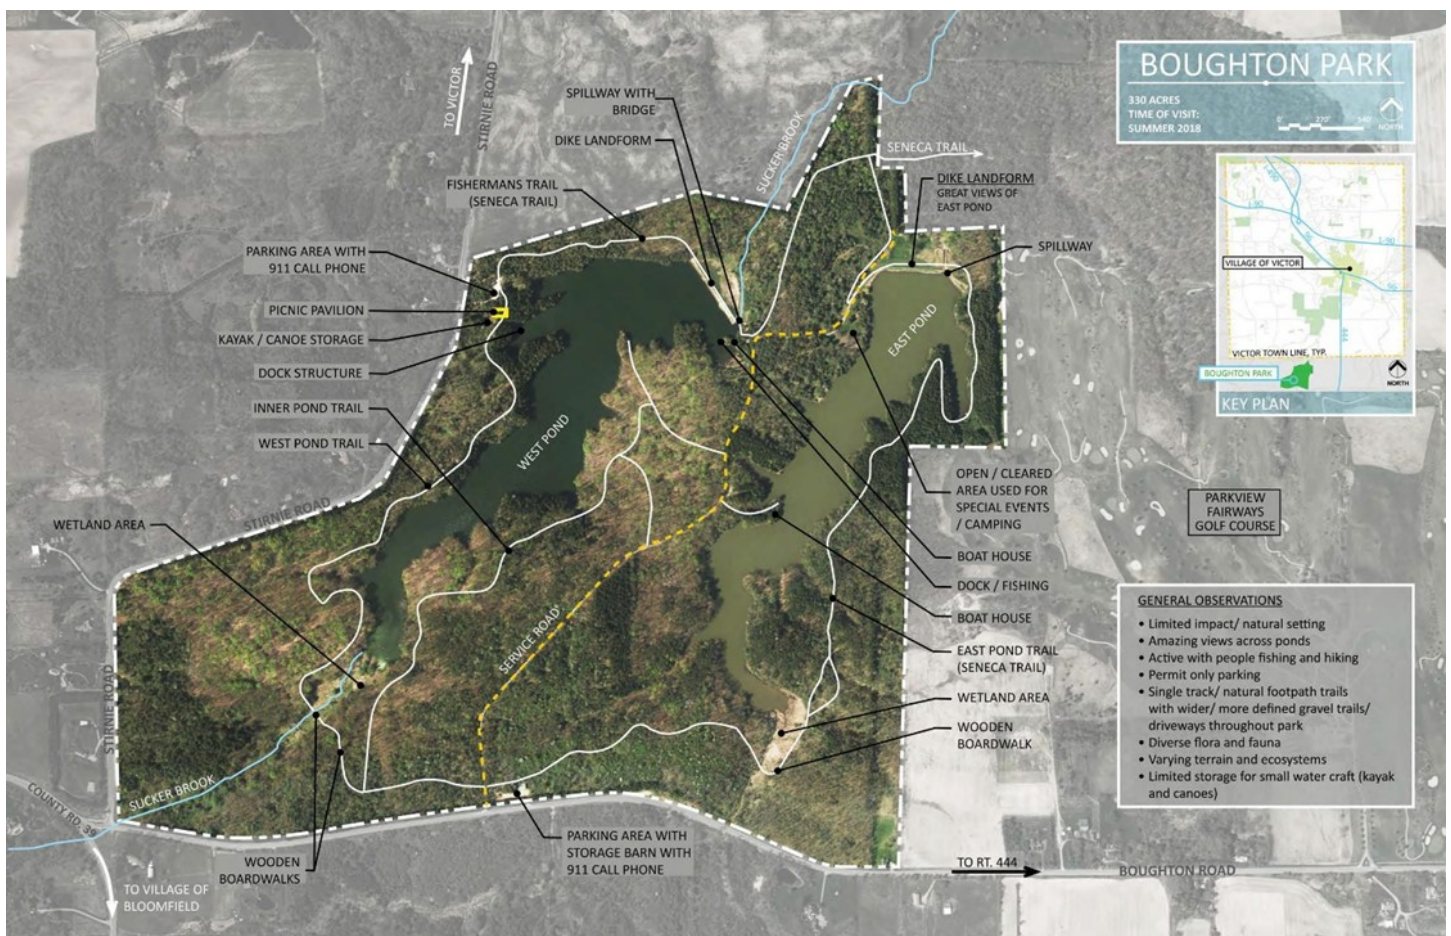 BOUGHTON PARK
330 ACRES
TIME OF VISIT:
SUMMER 2018
0' 270' 540'
NORTH
TO VICTOR
STIRNIE ROAD
SPILLWAY WITH
BRIDGE
DIKE LANDFORM
SUCKER BROOK
SENECA TRAIL
FISHERMANS TRAIL
(SENECA TRAIL)
DIKE LANDFORM
GREAT VIEWS OF
EAST POND
SPILLWAY
PARKING AREA WITH
911 CALL PHONE
PICNIC PAVILION
KAYAK / CANOE STORAGE
DOCK STRUCTURE
INNER POND TRAIL
WEST POND TRAIL
WETLAND AREA
STIRNIE ROAD
WEST POND
EAST POND
I-490
I-90
96
I-90
VILLAGE OF VICTOR
96
444
VICTOR TOWN LINE, TYP.
BOUGHTON PARK
NORTH
KEY PLAN
OPEN / CLEARED
AREA USED FOR
SPECIAL EVENTS
/ CAMPING
PARKVIEW
FAIRWAYS
GOLF COURSE
BOAT HOUSE
DOCK / FISHING
BOAT HOUSE
EAST POND TRAIL
(SENECA TRAIL)
WETLAND AREA
WOODEN
BOARDWALK
SERVICE ROAD
STIRNIE ROAD
SUCKER BROOK
COUNTY RD. 39
WOODEN
BOARDWALKS
PARKING AREA WITH
STORAGE BARN WITH
911 CALL PHONE
TO VILLAGE OF
BLOOMFIELD
TO RT. 444
BOUGHTON ROAD
GENERAL OBSERVATIONS
• Limited impact/ natural setting
• Amazing views across ponds
• Active with people fishing and hiking
• Permit only parking
• Single track/ natural footpath trails
with wider/ more defined gravel trails/
driveways throughout park
• Diverse flora and fauna
• Varying terrain and ecosystems
• Limited storage for small water craft (kayak
and canoes)